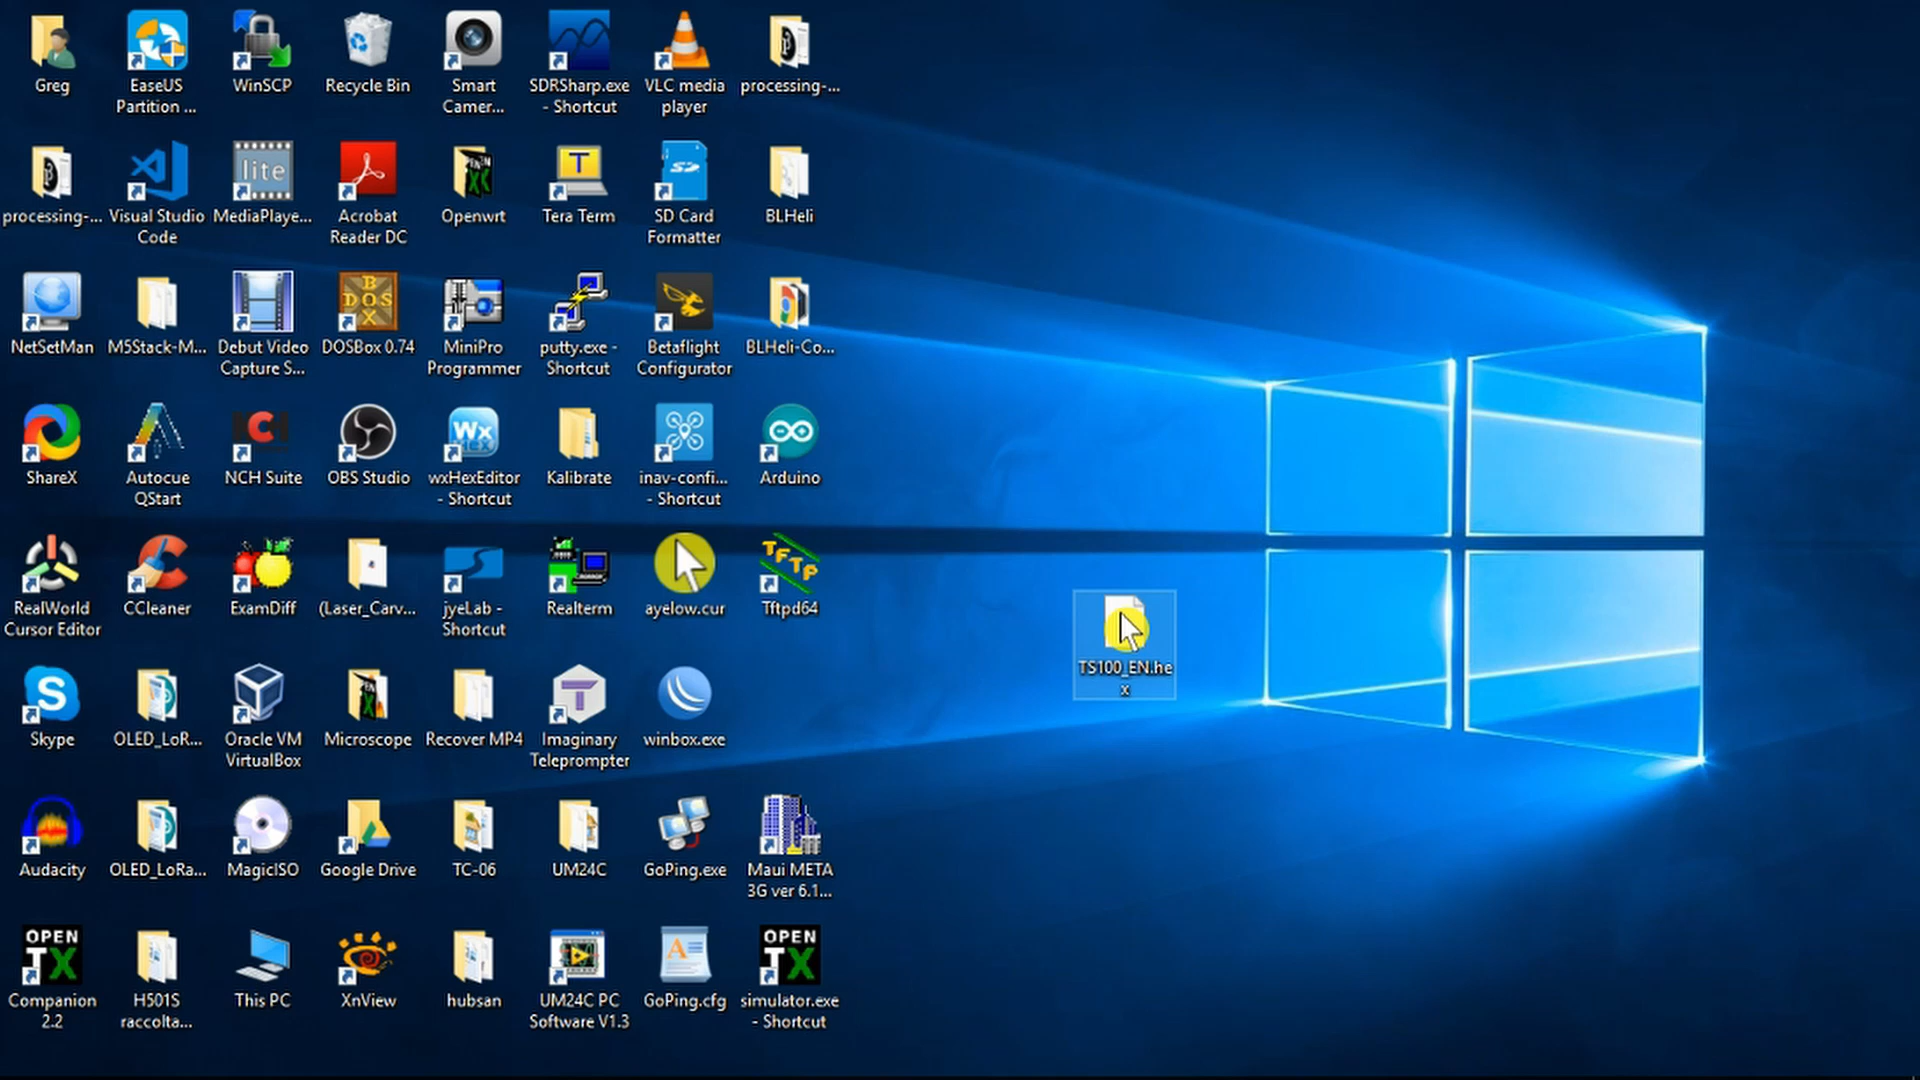 Greg
EaseUS
Partition ...
WinSCP
Recycle Bin
Smart
Camer...
SDRSharp.exe
- Shortcut
VLC media
player
processing-...
processing-...
Visual Studio
Code
lite
MediaPlaye...
Acrobat
Reader DC
Openwrt
T
Tera Term
SD Card
Formatter
BLHeli
NetSetMan
M5Stack-M...
Debut Video
Capture S...
DOSBox 0.74
MiniPro
Programmer
putty.exe -
Shortcut
Betaflight
Configurator
BLHeli-Co...
ShareX
Autocue
QStart
NCH Suite
OBS Studio
Wx
HEX
wxHexEditor
- Shortcut
Kalibrate
inav-confi...
- Shortcut
Arduino
RealWorld
Cursor Editor
CCleaner
ExamDiff
(Laser_Carv...
jyeLab -
Shortcut
Realterm
ayelow.cur
TFTP
Tftpd64
TS100_EN.he
x
Skype
OLED_LoR...
Oracle VM
VirtualBox
Microscope
Recover MP4
Imaginary
Teleprompter
winbox.exe
Audacity
OLED_LoRa...
MagicISO
Google Drive
TC-06
UM24C
GoPing.exe
Maui META
3G ver 6.1...
OPEN
TX
Companion
2.2
H501S
raccolta...
This PC
XnView
hubsan
UM24C PC
Software V1.3
GoPing.cfg
OPEN
TX
simulator.exe
- Shortcut